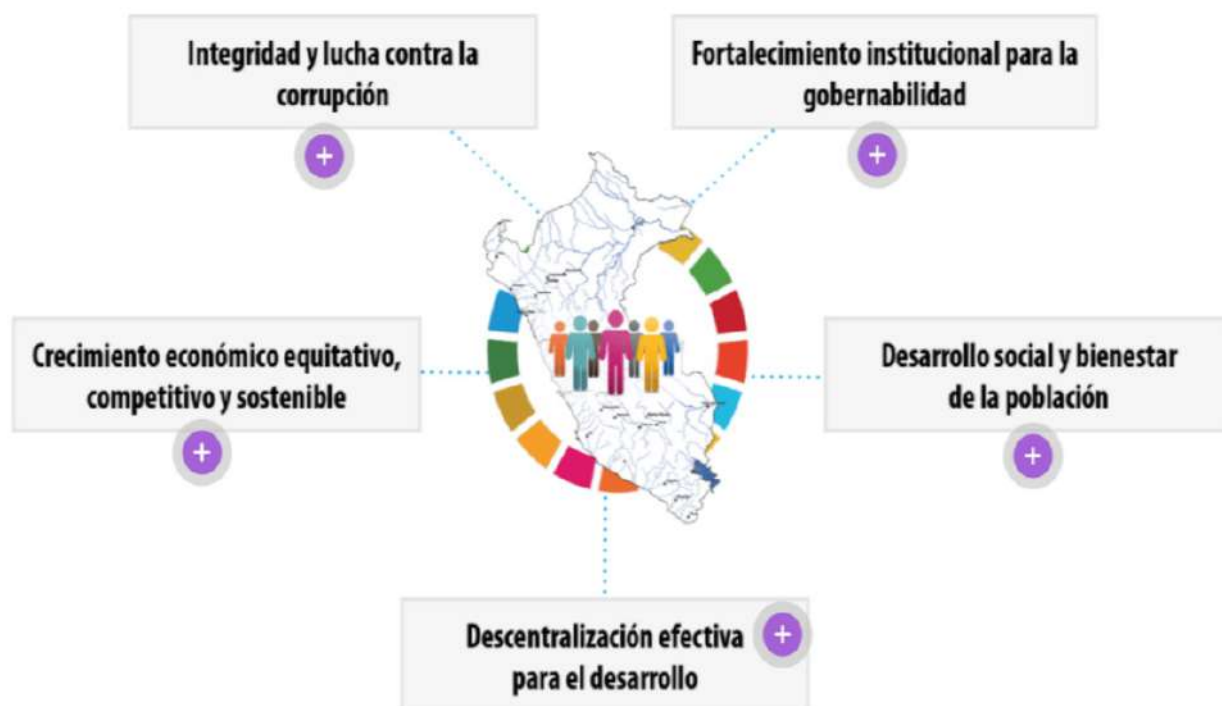 Integridad y lucha contra la
corrupción
+
Fortalecimiento institucional para la
gobernabilidad
+
Crecimiento económico equitativo,
competitivo y sostenible
+
Desarrollo social y bienestar
de la población
+
Descentralización efectiva
para el desarrollo
+